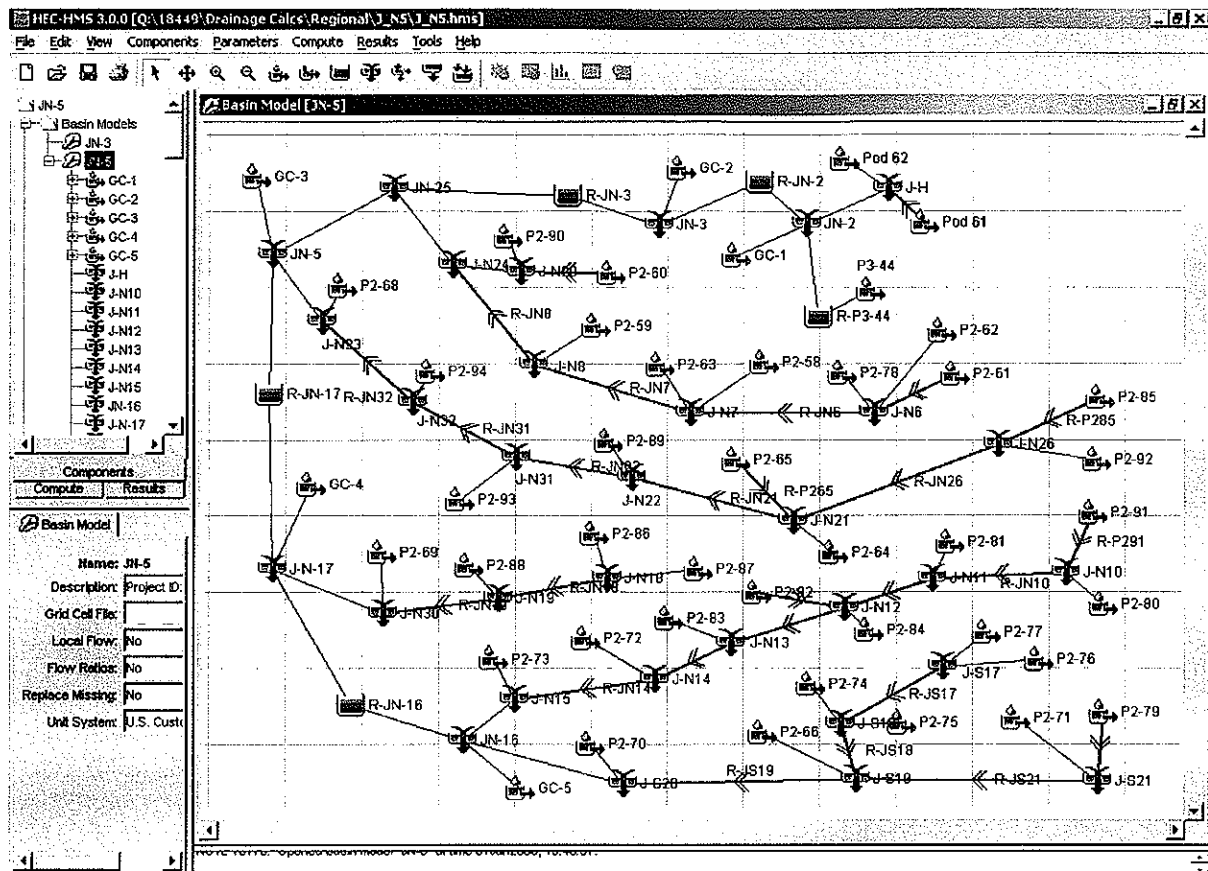 HEC-HMS 3.0.0 [Q:\18449\Drainage Calcs\Regional\J_N5\J_N5.hms]
File Edit View Components Parameters Compute Results Tools Help
JN-5
Basin Models
JN-3
JN-5
GC-1
GC-2
GC-3
GC-4
GC-5
J-H
J-N10
J-N11
J-N12
J-N13
J-N14
J-N15
JN-16
J-N-17
Components
Compute Results
Basin Model
Name: JN-5
Description: Project ID:
Grid Cell File:
Local Flow: No
Flow Ratios: No
Replace Missing: No
Unit System: U.S. Custo
Basin Model [JN-5]
GC-3
JN-25
R-JN-3
GC-2
R-JN-2
Pod 62
J-H
Pod 61
JN-3
JN-2
GC-1
P2-90
JN-5
J-N24
P2-60
P3-44
R-P3-44
P2-68
J-N23
R-JN8
P2-59
P2-62
J-N8
P2-63
P2-58
P2-78
P2-61
R-JN-17
P2-94
R-JN32
J-N32
R-JN7
J-N7
R-JN6
J-N6
P2-85
R-P285
R-JN31
P2-89
J-N26
J-N31
J-N22
P2-65
P2-92
GC-4
P2-93
R-JN21
R-P265
R-JN26
J-N21
P2-91
P2-86
P2-64
P2-81
R-P291
P2-69
P2-88
J-N-17
P2-87
J-N11
R-JN10
J-N10
J-N19
J-N30
J-N12
P2-80
P2-83
P2-84
P2-72
J-N13
P2-77
P2-73
P2-76
J-S17
J-N14
R-JN14
J-N15
P2-74
R-JS17
R-JN-16
P2-75
P2-71
P2-79
JN-16
P2-70
P2-66
R-JS18
R-JS19
R-JS21
J-S21
GC-5